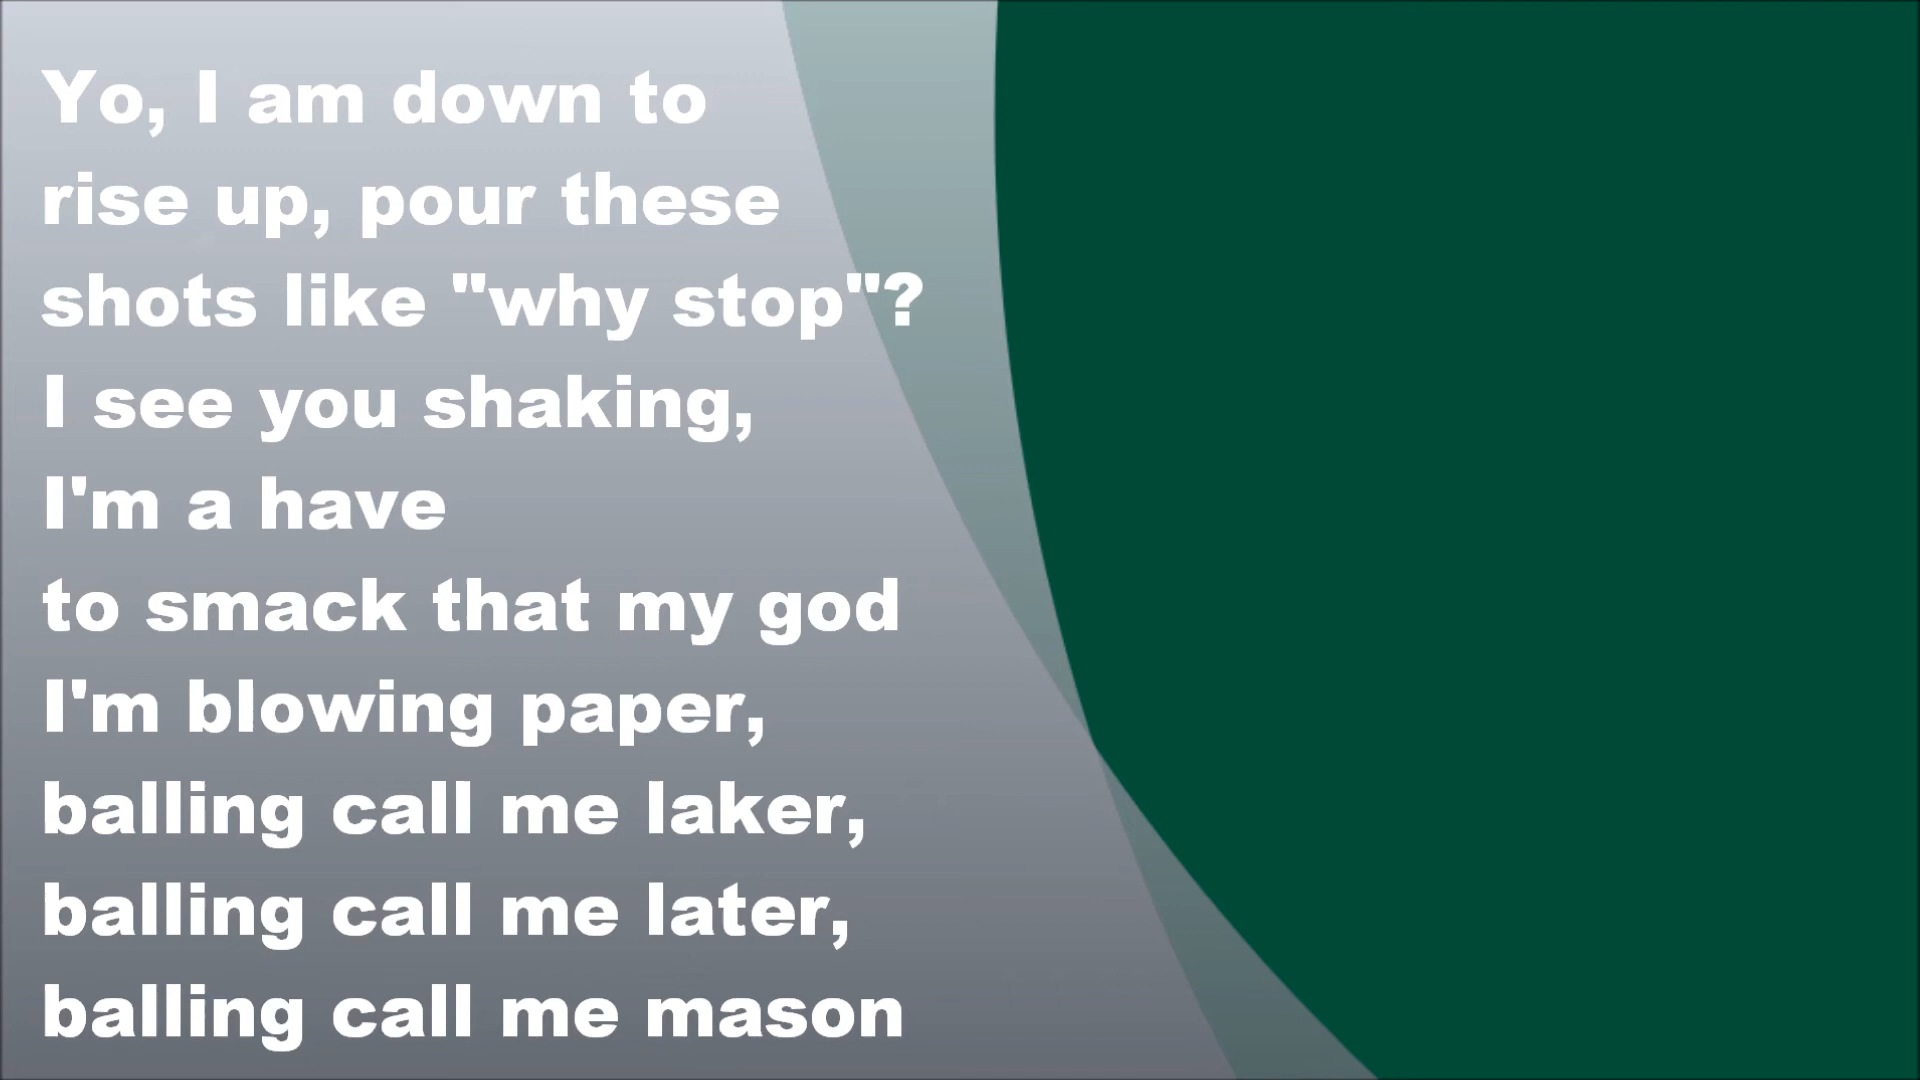 Yo, I am down to
rise up, pour these
shots like "why stop"?
I see you shaking,
I'm a have
to smack that my god
I'm blowing paper,
balling call me laker,
balling call me later,
balling call me mason